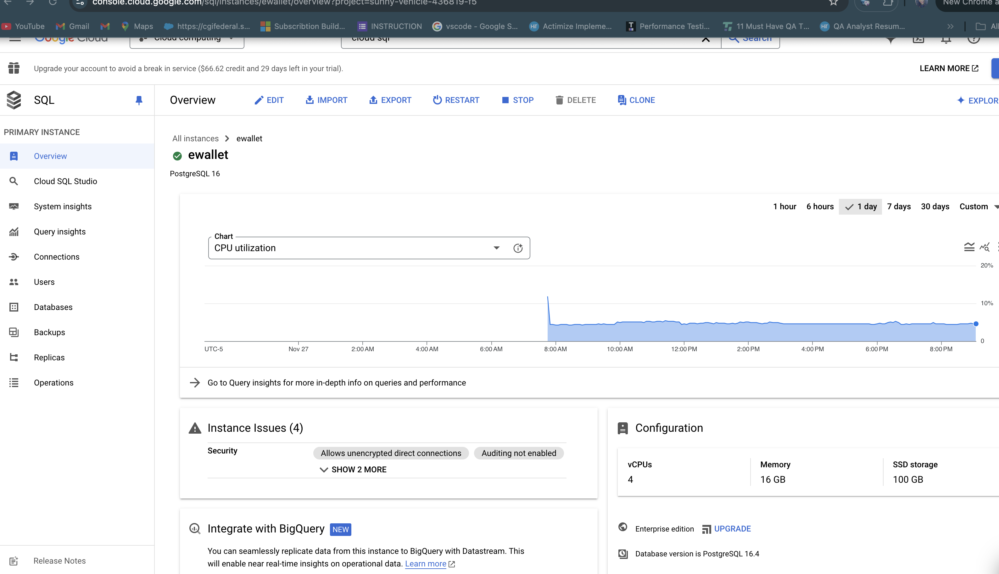 console.cloud.google.com/sql/instances/ewallet/overview?project=sunny-vehicle-436819-f5
New Chrome a
YouTube Gmail Maps https://cgifederal.s... Subscribtion Build... INSTRUCTION vscode - Google S... Actimize Impleme... Performance Testi... 11 Must Have QA T... QA Analyst Resum... All
Google Cloud Cloud computing cloud sql Search
Upgrade your account to avoid a break in service ($66.62 credit and 29 days left in your trial).
LEARN MORE
SQL
Overview EDIT IMPORT EXPORT RESTART STOP DELETE CLONE EXPLOR
PRIMARY INSTANCE
Overview
Cloud SQL Studio
System insights
Query insights
Connections
Users
Databases
Backups
Replicas
Operations
Release Notes
All instances ewallet
ewallet
PostgreSQL 16
1 hour 6 hours 1 day 7 days 30 days Custom
Chart
CPU utilization
20%
10%
0
UTC-5 Nov 27 2:00 AM 4:00 AM 6:00 AM 8:00 AM 10:00 AM 12:00 PM 2:00 PM 4:00 PM 6:00 PM 8:00 PM
Go to Query insights for more in-depth info on queries and performance
Instance Issues (4)
Security Allows unencrypted direct connections Auditing not enabled
SHOW 2 MORE
Integrate with BigQuery NEW
You can seamlessly replicate data from this instance to BigQuery with Datastream. This
will enable near real-time insights on operational data. Learn more
Configuration
vCPUs Memory SSD storage
4 16 GB 100 GB
Enterprise edition UPGRADE
Database version is PostgreSQL 16.4